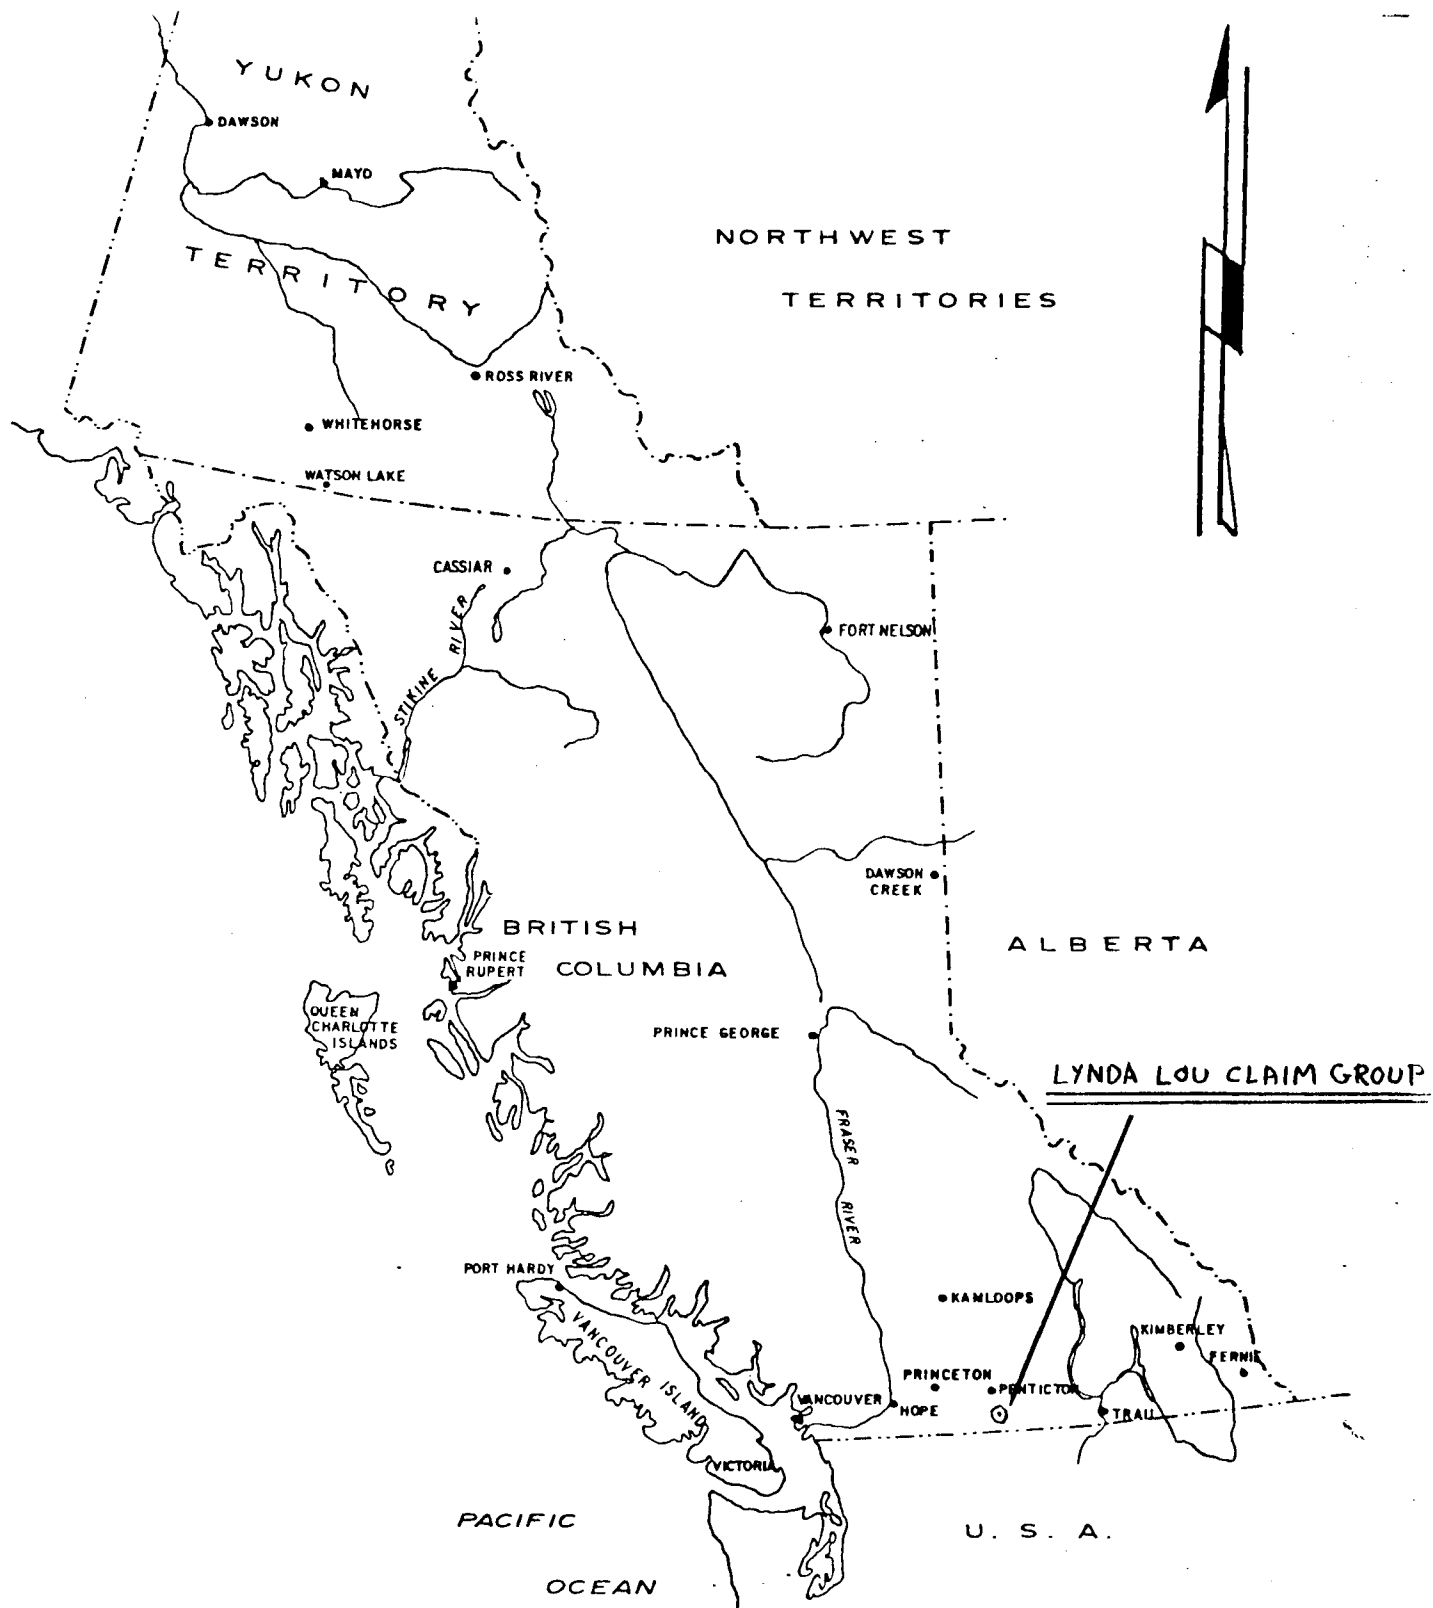 YUKON
DAWSON
MAYO
NORTHWEST
TERRITORY
TERRITORIES
ROSS RIVER
WHITEHORSE
WATSON LAKE
CASSIAR
STIKINE RIVER
FORT NELSON
DAWSON
CREEK
BRITISH
COLUMBIA
ALBERTA
PRINCE
RUPERT
QUEEN
CHARLOTTE
ISLANDS
PRINCE GEORGE
LYNDA LOU CLAIM GROUP
FRASER RIVER
PORT HARDY
VANCOUVER ISLAND
KAMLOOPS
KIMBERLEY
FERNIE
PRINCETON
PENTICTON
VANCOUVER
HOPE
TRAIL
VICTORIA
PACIFIC
OCEAN
U. S. A.